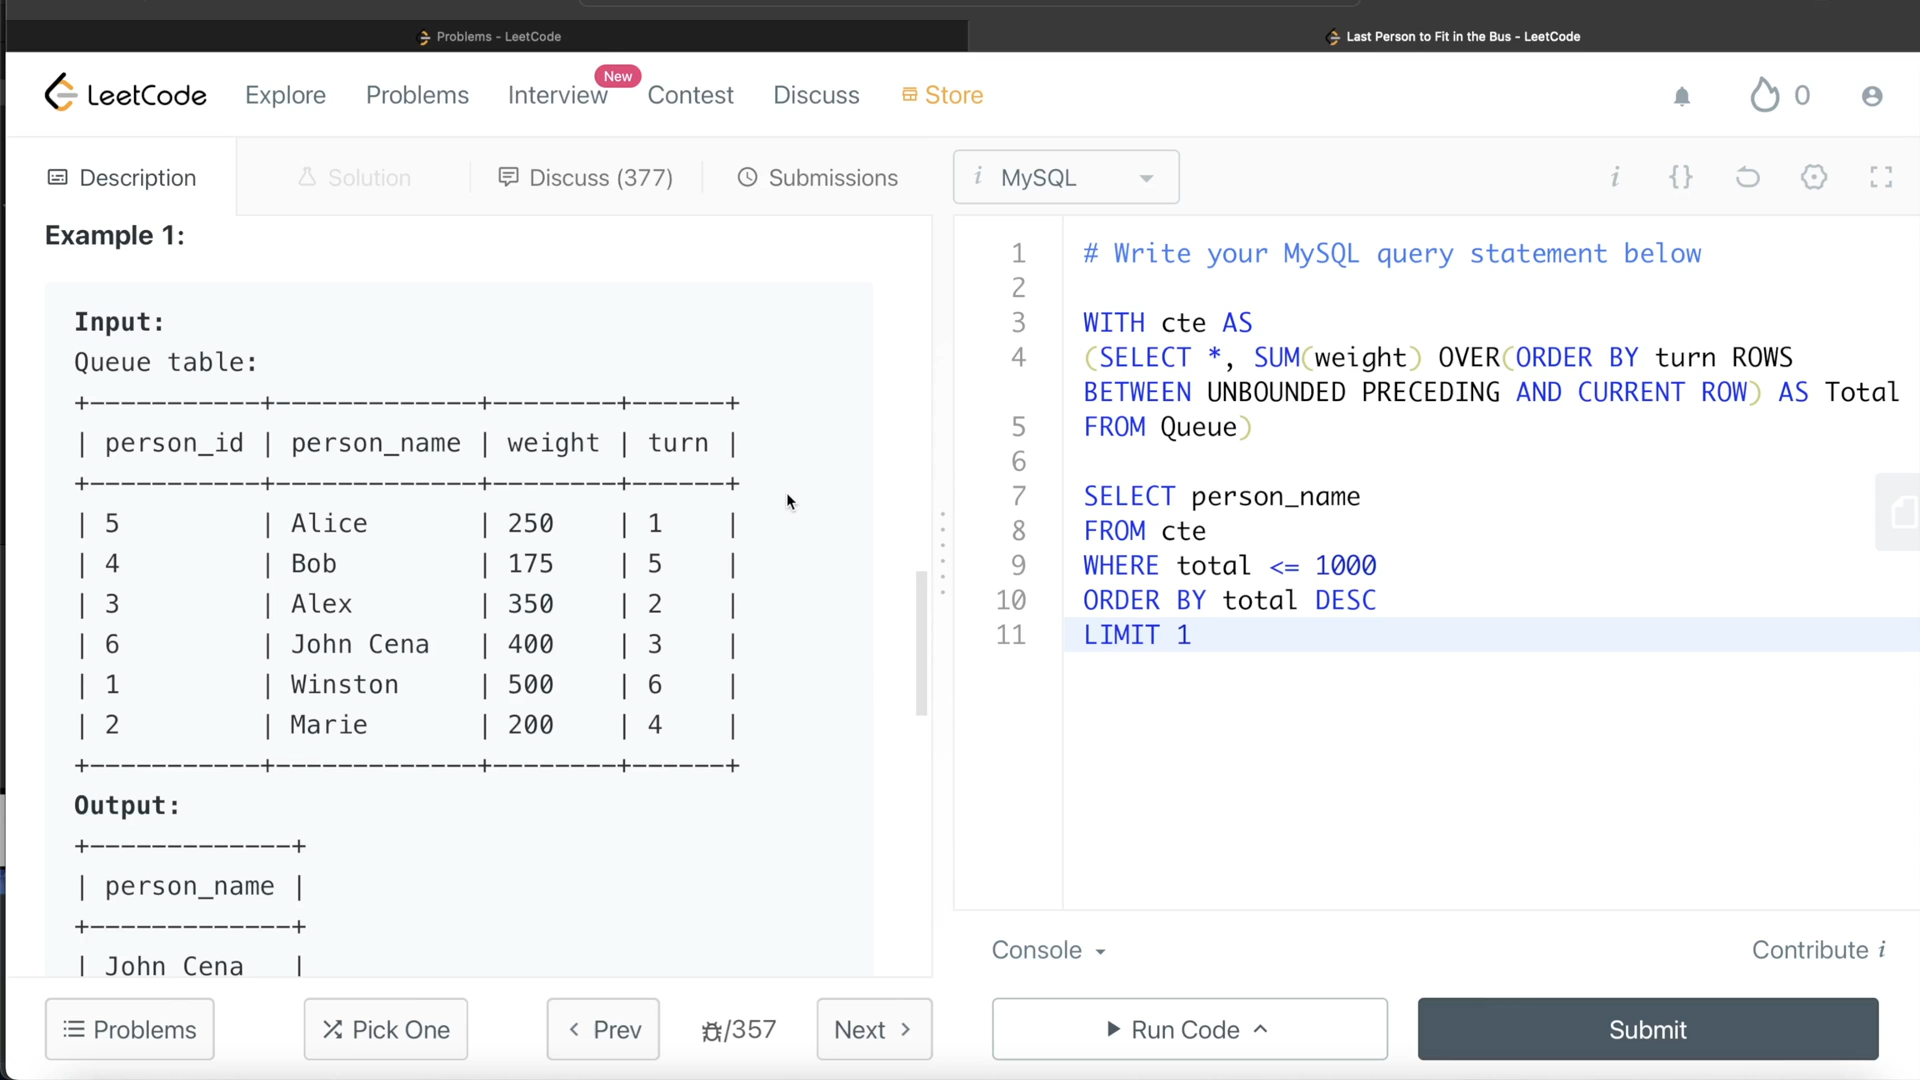 Problems - LeetCode
Last Person to Fit in the Bus - LeetCode
LeetCode Explore Problems Interview New Contest Discuss Store 0
Description Solution Discuss (377) Submissions
i MySQL
i {}
Example 1:
Input:
Queue table:
+-----------+-------------+--------+------+
| person_id | person_name | weight | turn |
+-----------+-------------+--------+------+
| 5         | Alice       | 250    | 1    |
| 4         | Bob         | 175    | 5    |
| 3         | Alex        | 350    | 2    |
| 6         | John Cena   | 400    | 3    |
| 1         | Winston     | 500    | 6    |
| 2         | Marie       | 200    | 4    |
+-----------+-------------+--------+------+
Output:
+-------------+
| person_name |
+-------------+
| John Cena   |
1 # Write your MySQL query statement below
2
3 WITH cte AS
4 (SELECT *, SUM(weight) OVER(ORDER BY turn ROWS
BETWEEN UNBOUNDED PRECEDING AND CURRENT ROW) AS Total
5 FROM Queue)
6
7 SELECT person_name
8 FROM cte
9 WHERE total <= 1000
10 ORDER BY total DESC
11 LIMIT 1
Console
Contribute i
Problems Pick One Prev /357 Next
Run Code Submit